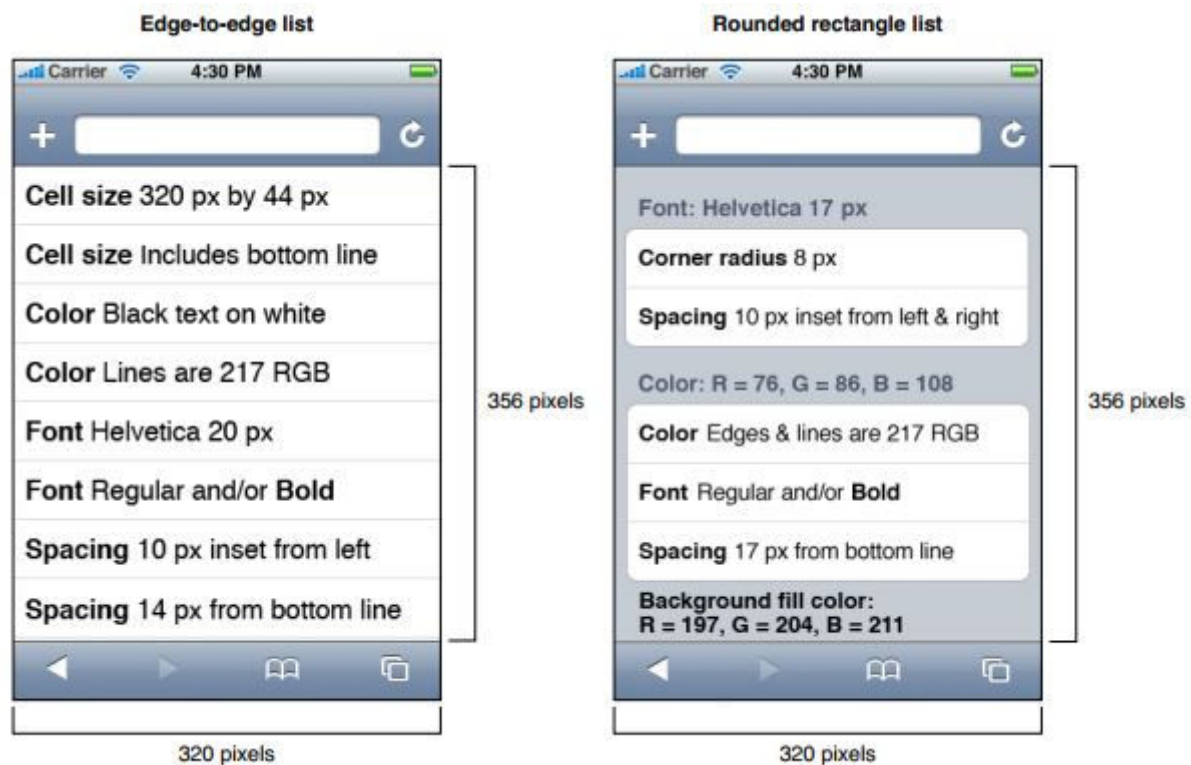 Edge-to-edge list
Carrier 4:30 PM
Cell size 320 px by 44 px
Cell size Includes bottom line
Color Black text on white
Color Lines are 217 RGB
Font Helvetica 20 px
Font Regular and/or Bold
Spacing 10 px inset from left
Spacing 14 px from bottom line
356 pixels
320 pixels
Rounded rectangle list
Carrier 4:30 PM
Font: Helvetica 17 px
Corner radius 8 px
Spacing 10 px inset from left & right
Color: R = 76, G = 86, B = 108
Color Edges & lines are 217 RGB
Font Regular and/or Bold
Spacing 17 px from bottom line
Background fill color:
R = 197, G = 204, B = 211
356 pixels
320 pixels